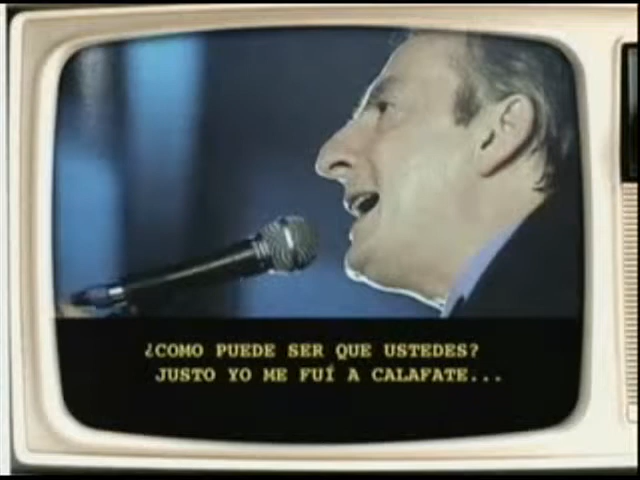 ¿COMO PUEDE SER QUE USTEDES?
JUSTO YO ME FUÍ A CALAFATE...